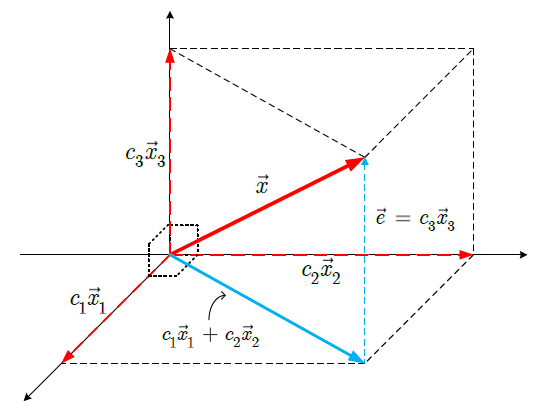 c₃x⃗₃
x⃗
e⃗ = c₃x⃗₃
c₂x⃗₂
c₁x⃗₁
c₁x⃗₁ + c₂x⃗₂